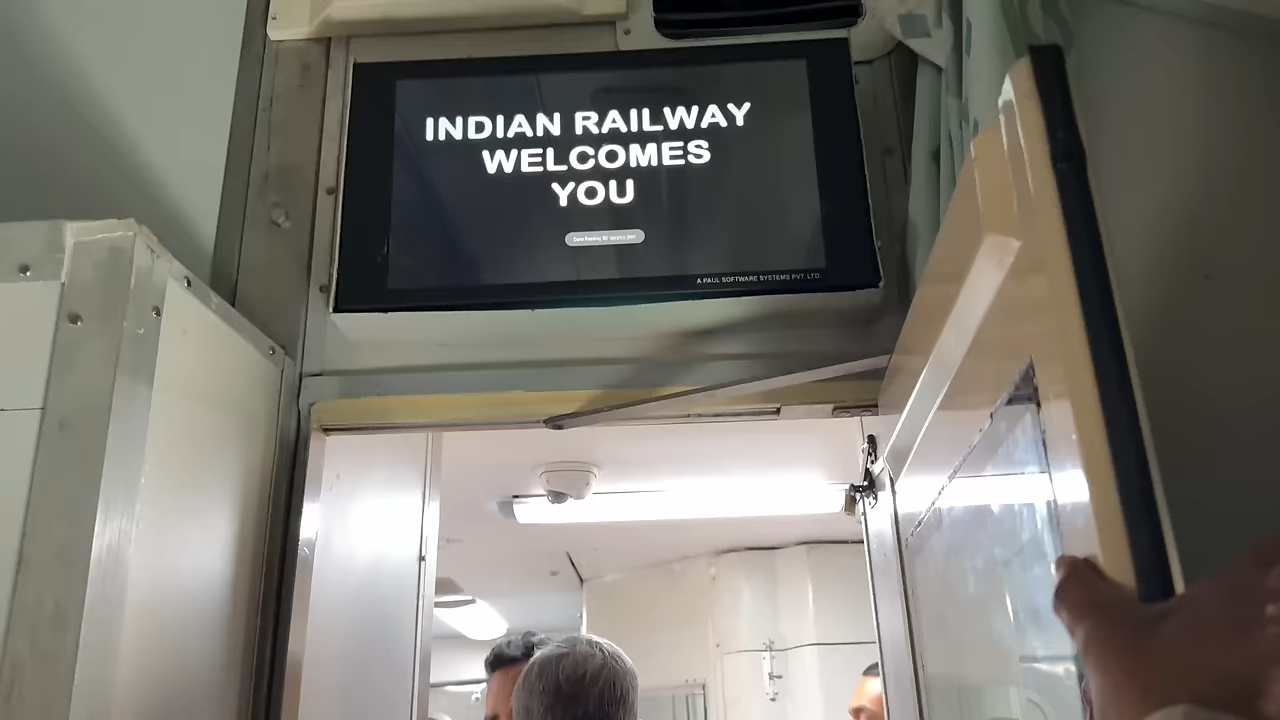 INDIAN RAILWAY
WELCOMES
YOU
A.PAUL SOFTWARE SYSTEMS PVT. LTD.